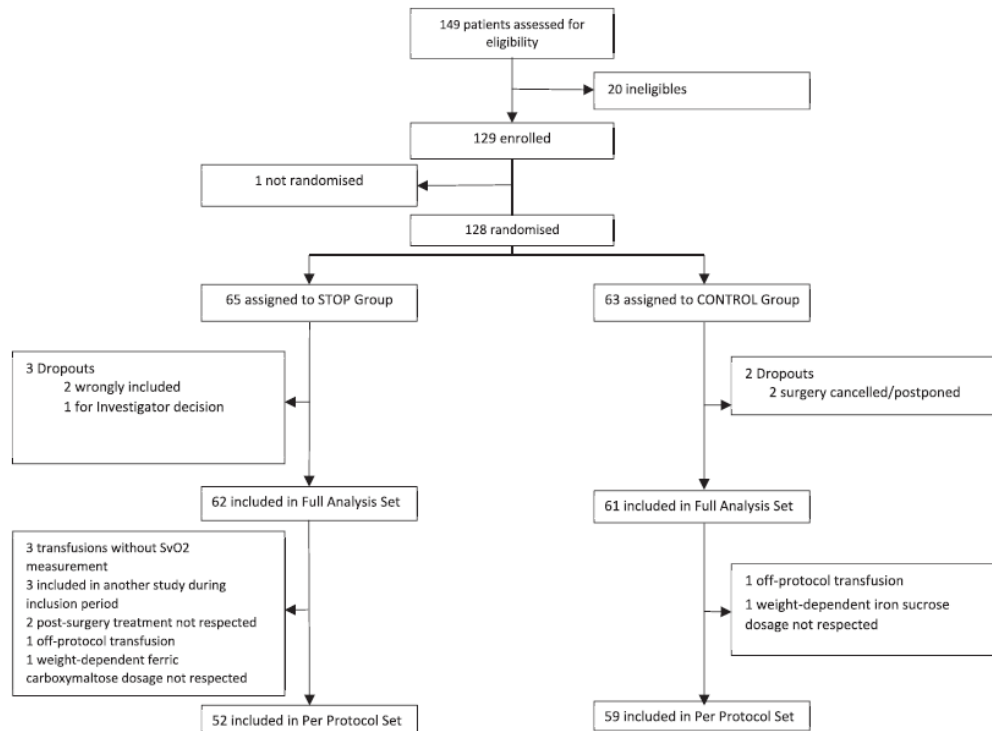 149 patients assessed for
eligibility
20 ineligibles
129 enrolled
1 not randomised
128 randomised
65 assigned to STOP Group
63 assigned to CONTROL Group
3 Dropouts
2 wrongly included
1 for Investigator decision
2 Dropouts
2 surgery cancelled/postponed
62 included in Full Analysis Set
61 included in Full Analysis Set
3 transfusions without SvO2
measurement
3 included in another study during
inclusion period
2 post-surgery treatment not respected
1 off-protocol transfusion
1 weight-dependent ferric
carboxymaltose dosage not respected
1 off-protocol transfusion
1 weight-dependent iron sucrose
dosage not respected
52 included in Per Protocol Set
59 included in Per Protocol Set